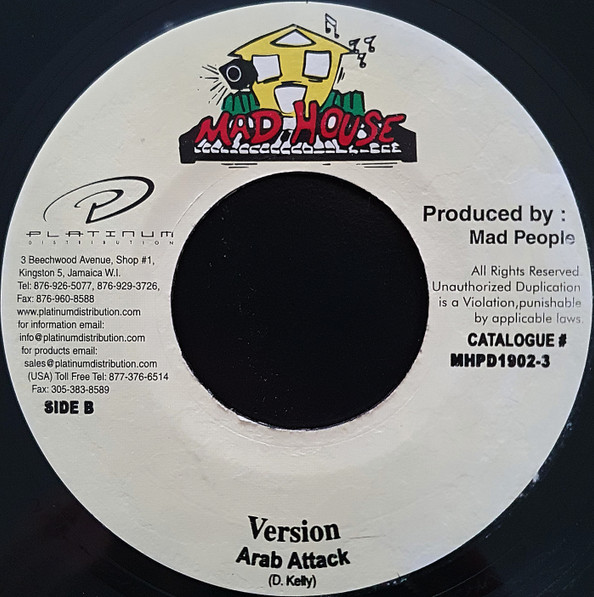 MAD HOUSE
PLATINUM
DISTRIBUTION
3 Beechwood Avenue, Shop #1,
Kingston 5, Jamaica W.I.
Tel: 876-926-5077, 876-929-3726,
Fax: 876-960-8588
www.platinumdistribution.com
for information email:
info@platinumdistribution.com
for products email:
sales@platinumdistribution.com
(USA) Toll Free Tel: 877-376-6514
Fax: 305-383-8589
SIDE B
Produced by :
Mad People
All Rights Reserved.
Unauthorized Duplication
is a Violation,punishable
by applicable laws.
CATALOGUE #
MHPD1902-3
Version
Arab Attack
(D. Kelly)